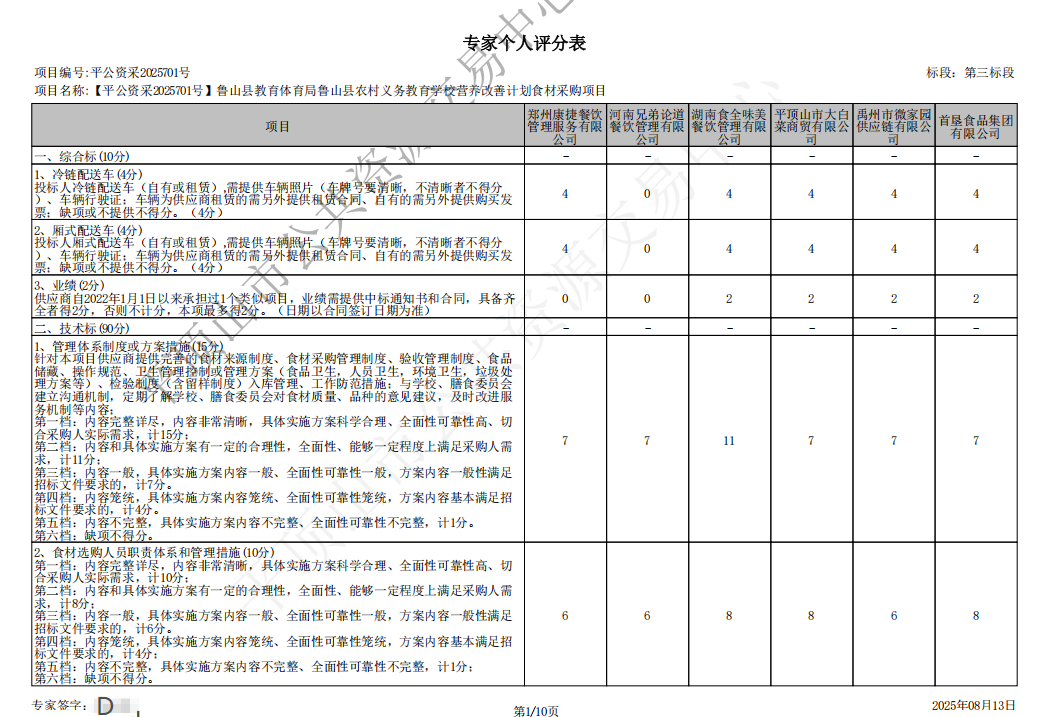 专家个人评分表
项目编号:平公资采2025701号
标段: 第三标段
项目名称:【平公资采2025701号】鲁山县教育体育局鲁山县农村义务教育学校营养改善计划食材采购项目
项目
郑州康捷餐饮
管理服务有限
公司
河南兄弟论道
餐饮管理有限
公司
湖南食全味美
餐饮管理有限
公司
平顶山市大白
菜商贸有限公
司
禹州市微家园
供应链有限公
司
首垦食品集团
有限公司
一、综合标(10分) – – – – – –
1、冷链配送车(4分)
投标人冷链配送车（自有或租赁）,需提供车辆照片（车牌号要清晰，不清晰者不得分
）、车辆行驶证；车辆为供应商租赁的需另外提供租赁合同、自有的需另外提供购买发
票；缺项或不提供不得分。（4分）
4 0 4 4 4 4
2、厢式配送车(4分)
投标人厢式配送车（自有或租赁）,需提供车辆照片（车牌号要清晰，不清晰者不得分
）、车辆行驶证；车辆为供应商租赁的需另外提供租赁合同、自有的需另外提供购买发
票；缺项或不提供不得分。（4分）
4 0 4 4 4 4
3、业绩(2分)
供应商自2022年1月1日以来承担过1个类似项目，业绩需提供中标通知书和合同，具备齐
全者得2分，否则不计分，本项最多得2分。（日期以合同签订日期为准）
0 0 2 2 2 2
二、技术标(90分) – – – – – –
1、管理体系制度或方案措施(15分)
针对本项目供应商提供完善的食材来源制度、食材采购管理制度、验收管理制度、食品
储藏、操作规范、卫生管理控制或管理方案（食品卫生，人员卫生，环境卫生，垃圾处
理方案等）、检验制度（含留样制度）入库管理、工作防范措施；与学校、膳食委员会
建立沟通机制，定期了解学校、膳食委员会对食材质量、品种的意见建议；及时改进服
务机制等内容；
第一档：内容完整详尽，内容非常清晰，具体实施方案科学合理、全面性可靠性高、切
合采购人实际需求，计15分；
第二档：内容和具体实施方案有一定的合理性，全面性、能够一定程度上满足采购人需
求，计11分；
第三档：内容一般，具体实施方案内容一般、全面性可靠性一般，方案内容一般性满足
招标文件要求的，计7分。
第四档：内容笼统，具体实施方案内容笼统、全面性可靠性笼统，方案内容基本满足招
标文件要求的，计4分。
第五档：内容不完整，具体实施方案内容不完整、全面性可靠性不完整，计1分。
第六档：缺项不得分。
7 7 11 7 7 7
2、食材选购人员职责体系和管理措施(10分)
第一档：内容完整详尽，内容非常清晰，具体实施方案科学合理、全面性可靠性高、切
合采购人实际需求，计10分；
第二档：内容和具体实施方案有一定的合理性，全面性、能够一定程度上满足采购人需
求，计8分；
第三档：内容一般，具体实施方案内容一般、全面性可靠性一般，方案内容一般性满足
招标文件要求的，计6分。
第四档：内容笼统，具体实施方案内容笼统、全面性可靠性笼统，方案内容基本满足招
标文件要求的，计4分；
第五档：内容不完整，具体实施方案内容不完整、全面性可靠性不完整，计1分；
第六档：缺项不得分。
6 6 8 8 6 8
专家签字： D
第1/10页
2025年08月13日
平顶山市公共资源交易中心
平顶山市公共资源交易中心